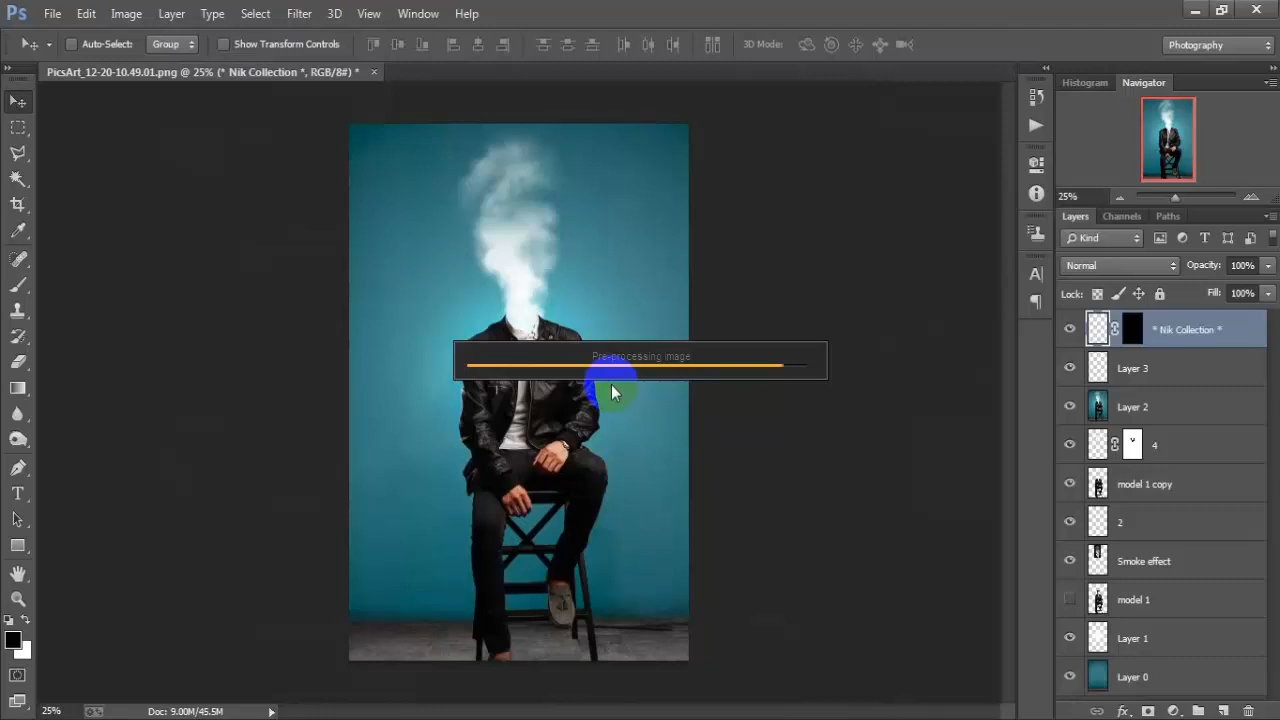 Ps File Edit Image Layer Type Select Filter 3D View Window Help
Auto-Select: Group Show Transform Controls 3D Mode: Photography
PicsArt_12-20-10.49.01.png @ 25% (* Nik Collection *, RGB/8#) * ×
Histogram Navigator
25%
Layers Channels Paths
Kind
Normal Opacity: 100%
Lock: Fill: 100%
* Nik Collection *
Pre-processing image
Layer 3
Layer 2
4
model 1 copy
2
Smoke effect
model 1
Layer 1
Layer 0
25% Doc: 9.00M/45.5M